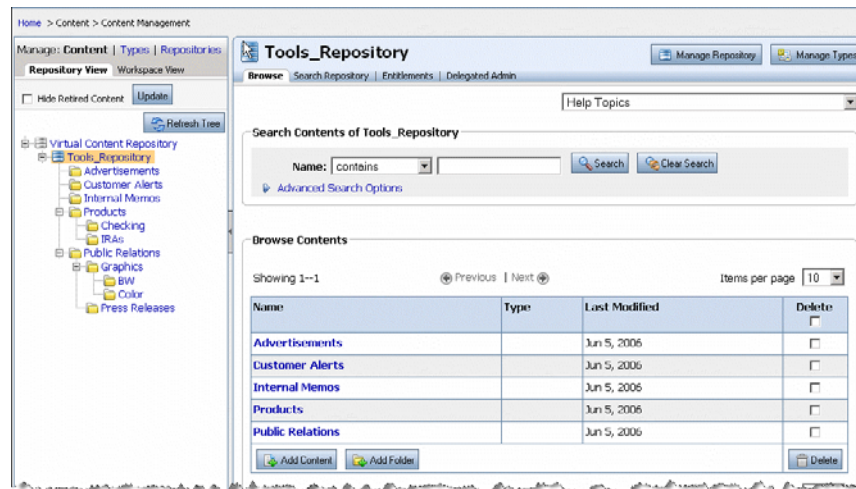 Home > Content > Content Management
Manage: Content | Types | Repositories
Repository View Workspace View
Hide Retired Content Update
Refresh Tree
Virtual Content Repository
Tools_Repository
Advertisements
Customer Alerts
Internal Memos
Products
Checking
IRAs
Public Relations
Graphics
BW
Color
Press Releases
Tools_Repository Manage Repository Manage Types
Browse Search Repository | Entitlements | Delegated Admin
Help Topics
Search Contents of Tools_Repository
Name: contains Search Clear Search
Advanced Search Options
Browse Contents
Showing 1--1 Previous | Next Items per page 10
Name Type Last Modified Delete
Advertisements Jun 5, 2006
Customer Alerts Jun 5, 2006
Internal Memos Jun 5, 2006
Products Jun 5, 2006
Public Relations Jun 5, 2006
Add Content Add Folder Delete